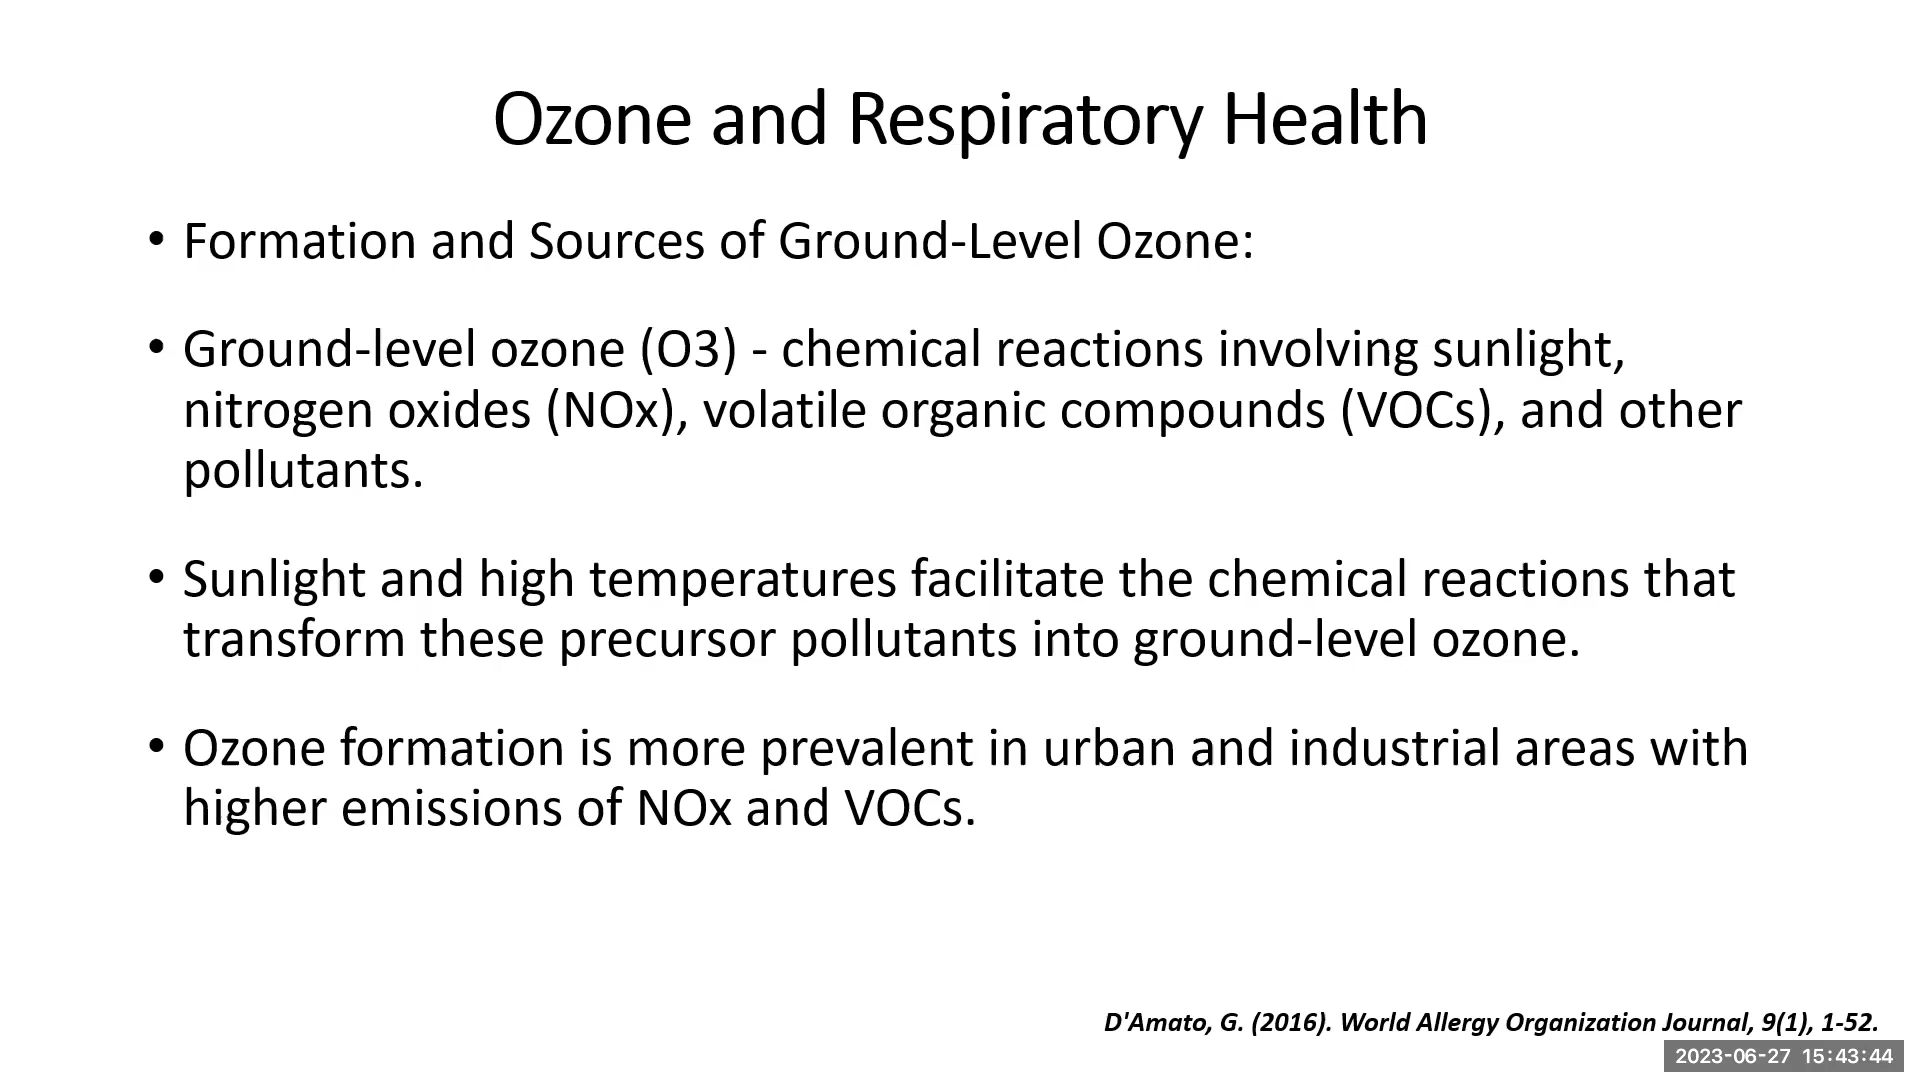 Ozone and Respiratory Health
• Formation and Sources of Ground-Level Ozone:
• Ground-level ozone (O3) - chemical reactions involving sunlight,
nitrogen oxides (NOx), volatile organic compounds (VOCs), and other
pollutants.
• Sunlight and high temperatures facilitate the chemical reactions that
transform these precursor pollutants into ground-level ozone.
• Ozone formation is more prevalent in urban and industrial areas with
higher emissions of NOx and VOCs.
D'Amato, G. (2016). World Allergy Organization Journal, 9(1), 1-52.
2023-06-27 15:43:44